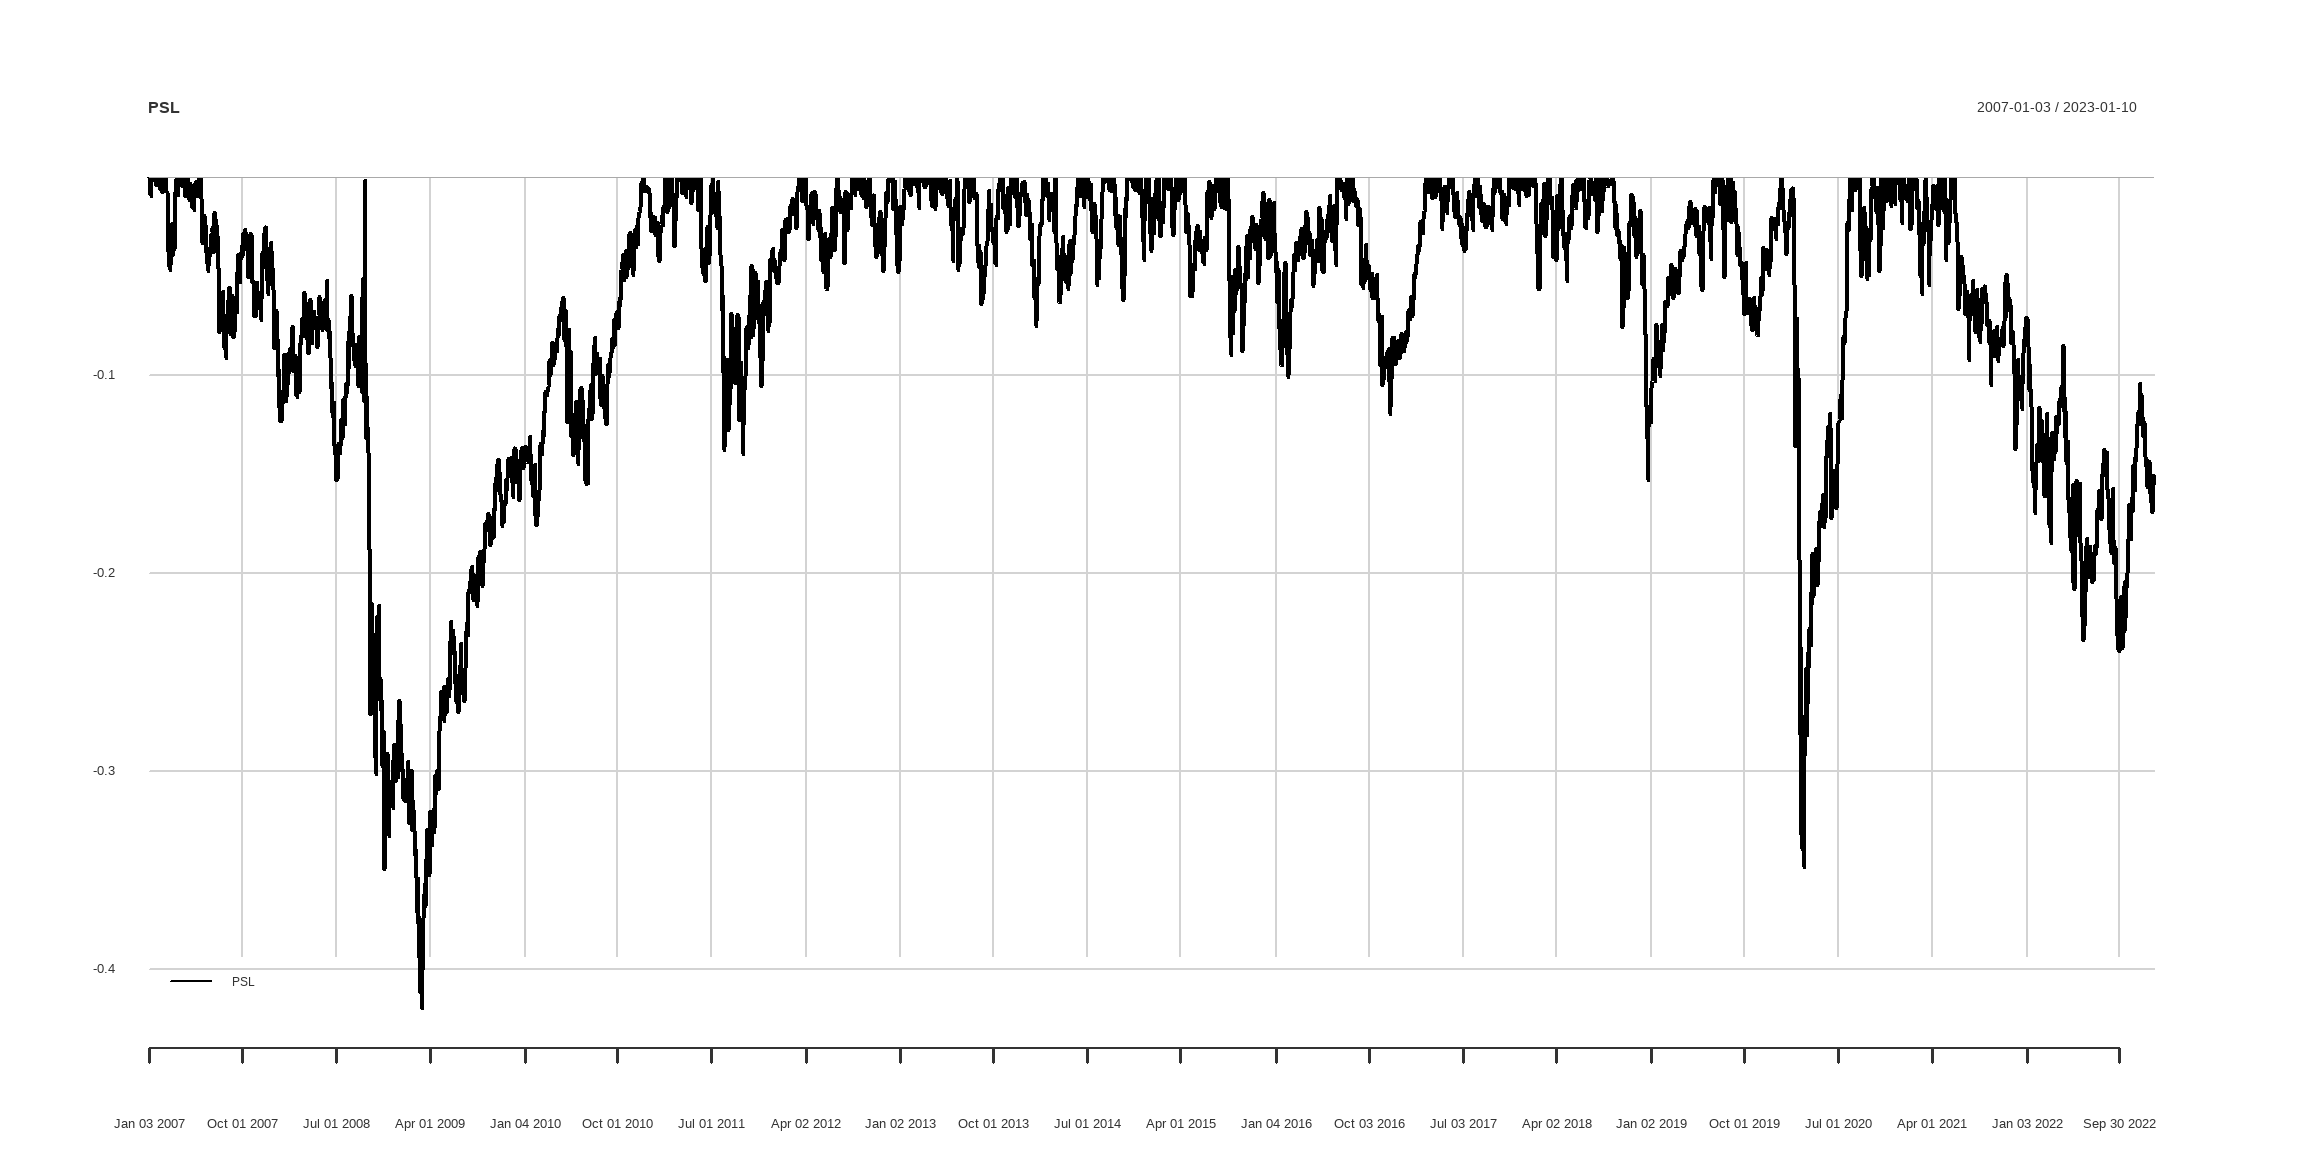 PSL
2007-01-03 / 2023-01-10
-0.1
-0.2
-0.3
-0.4
PSL
Jan 03 2007 Oct 01 2007 Jul 01 2008 Apr 01 2009 Jan 04 2010 Oct 01 2010 Jul 01 2011 Apr 02 2012 Jan 02 2013 Oct 01 2013 Jul 01 2014 Apr 01 2015 Jan 04 2016 Oct 03 2016 Jul 03 2017 Apr 02 2018 Jan 02 2019 Oct 01 2019 Jul 01 2020 Apr 01 2021 Jan 03 2022 Sep 30 2022